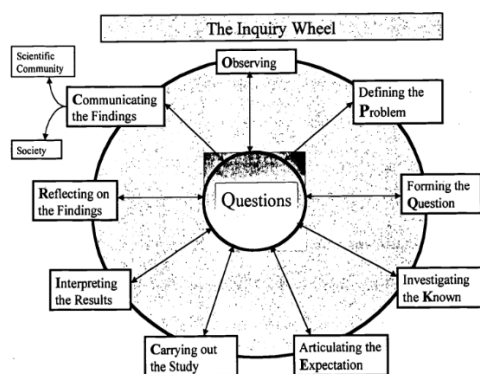 The Inquiry Wheel
Observing
Defining the
Problem
Forming the
Question
Investigating
the Known
Articulating the
Expectation
Carrying out
the Study
Interpreting
the Results
Reflecting on
the Findings
Communicating
the Findings
Scientific
Community
Society
Questions